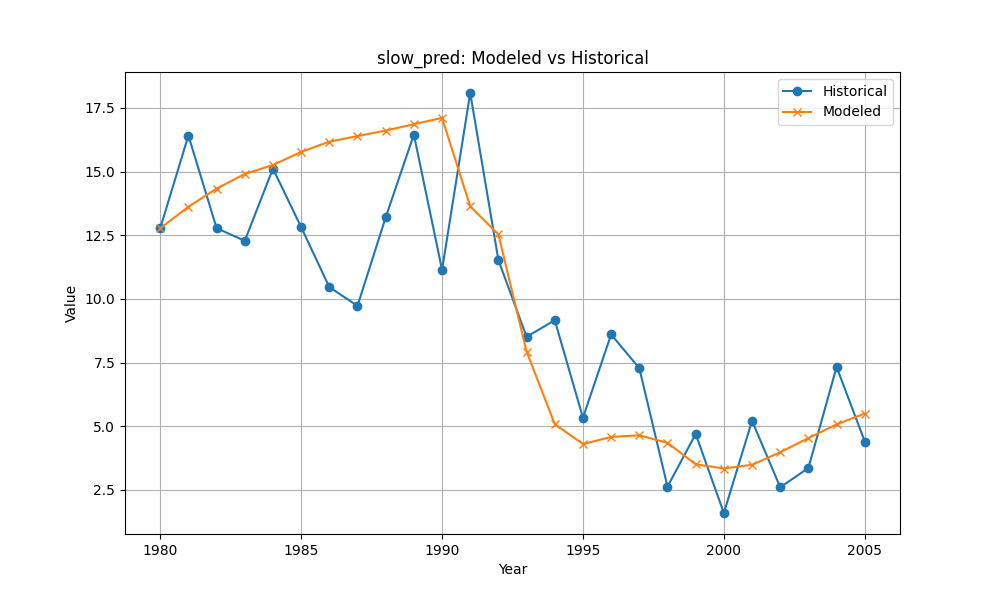 slow_pred: Modeled vs Historical
Historical
Modeled
17.5
15.0
12.5
10.0
7.5
5.0
2.5
Value
1980
1985
1990
1995
2000
2005
Year